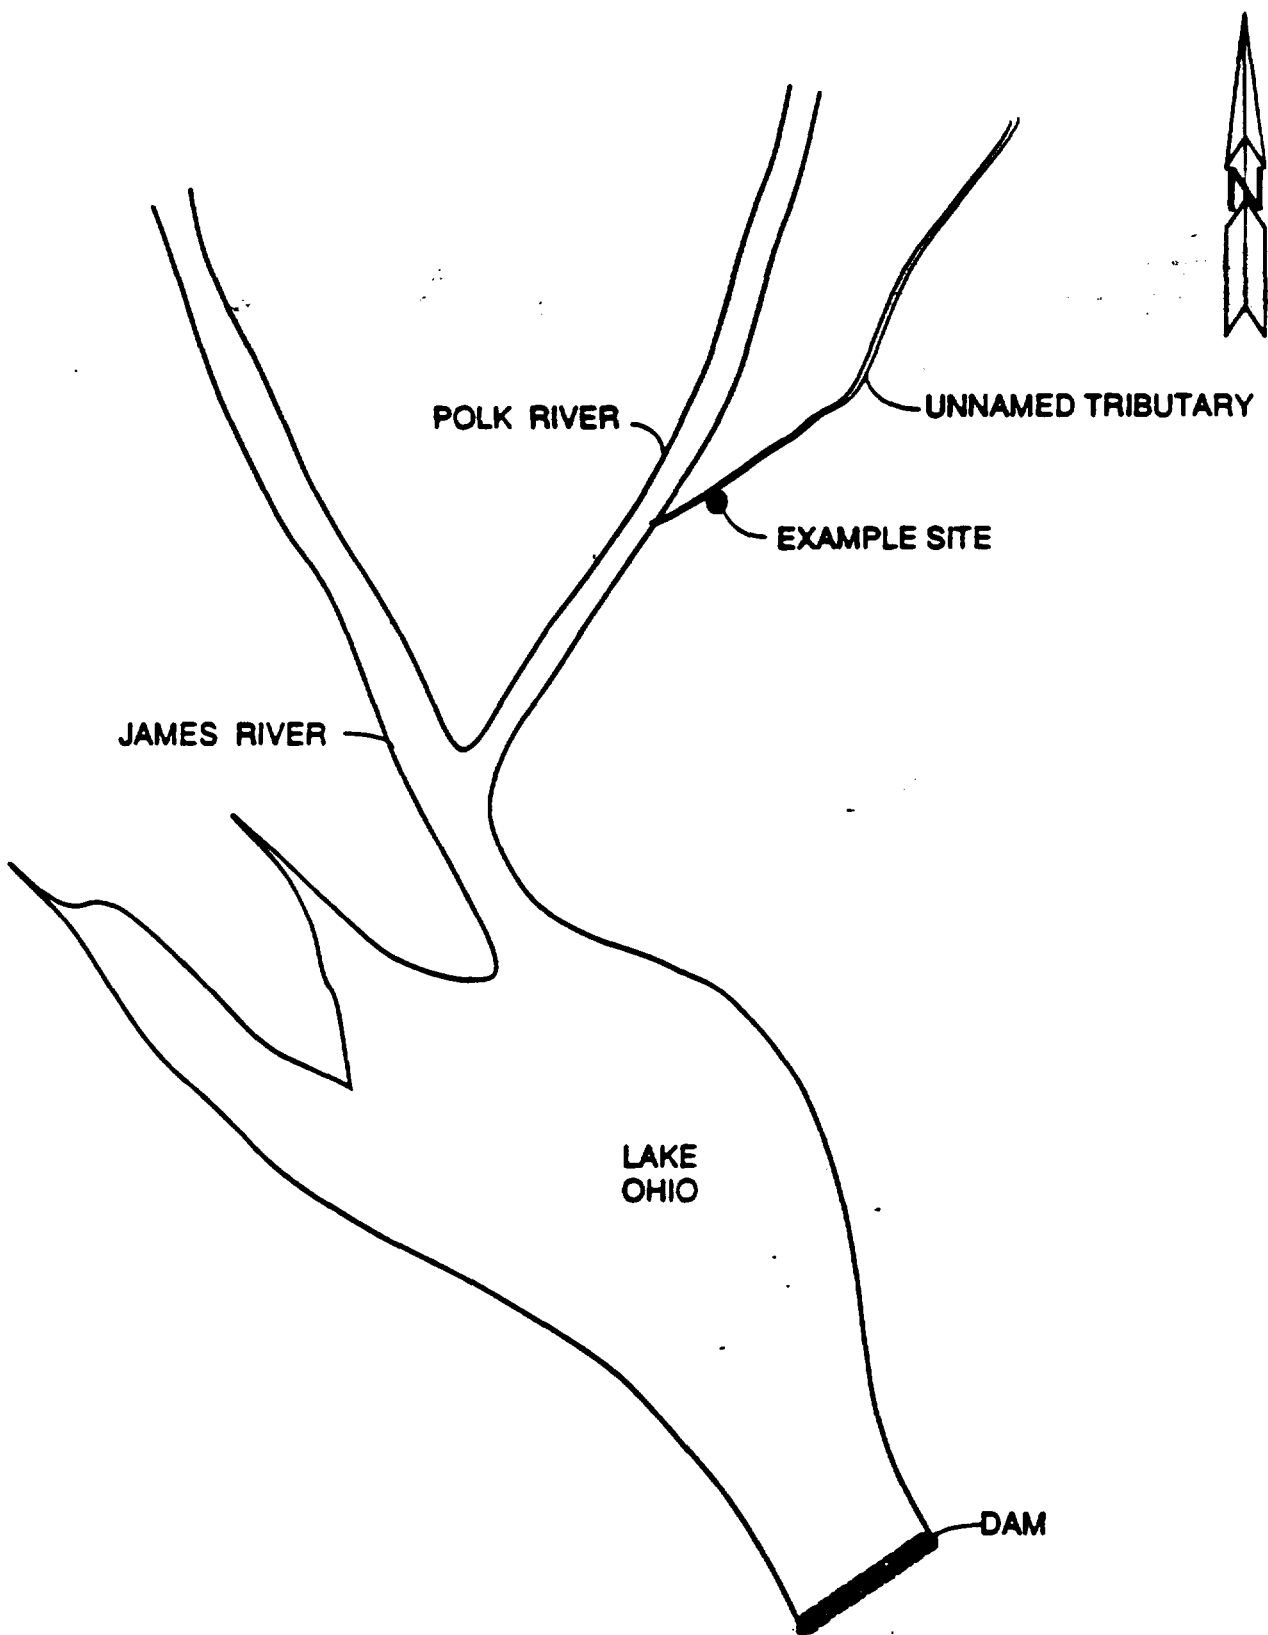 N
POLK RIVER
UNNAMED TRIBUTARY
EXAMPLE SITE
JAMES RIVER
LAKE
OHIO
DAM